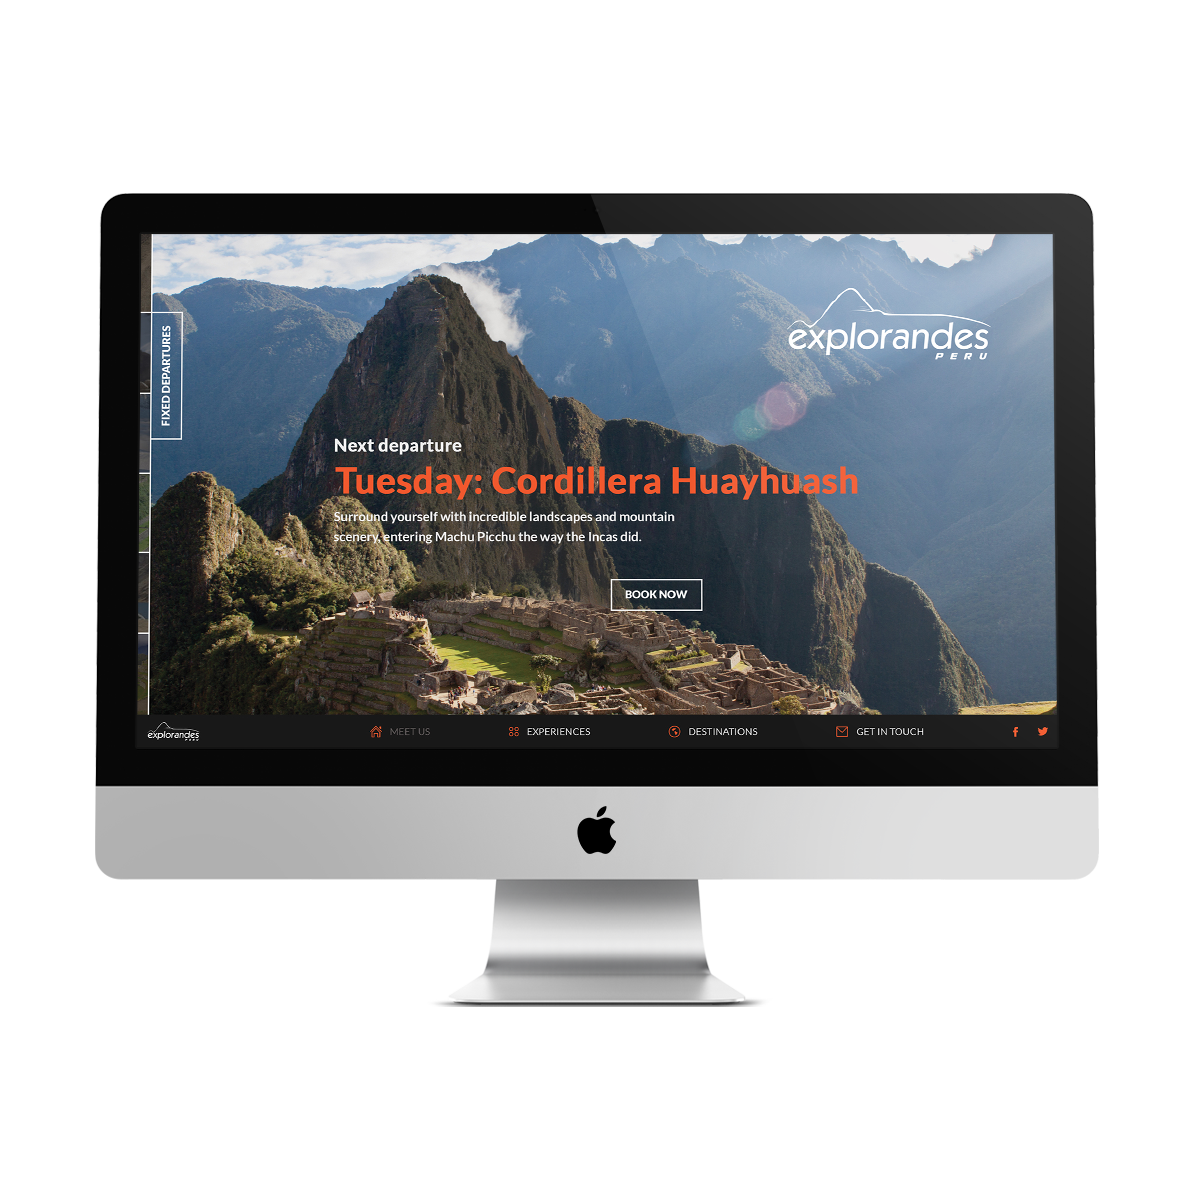 explorandes
PERU
FIXED DEPARTURES
Next departure
Tuesday: Cordillera Huayhuash
Surround yourself with incredible landscapes and mountain
scenery, entering Machu Picchu the way the Incas did.
BOOK NOW
explorandes
PERU
MEET US
EXPERIENCES
DESTINATIONS
GET IN TOUCH